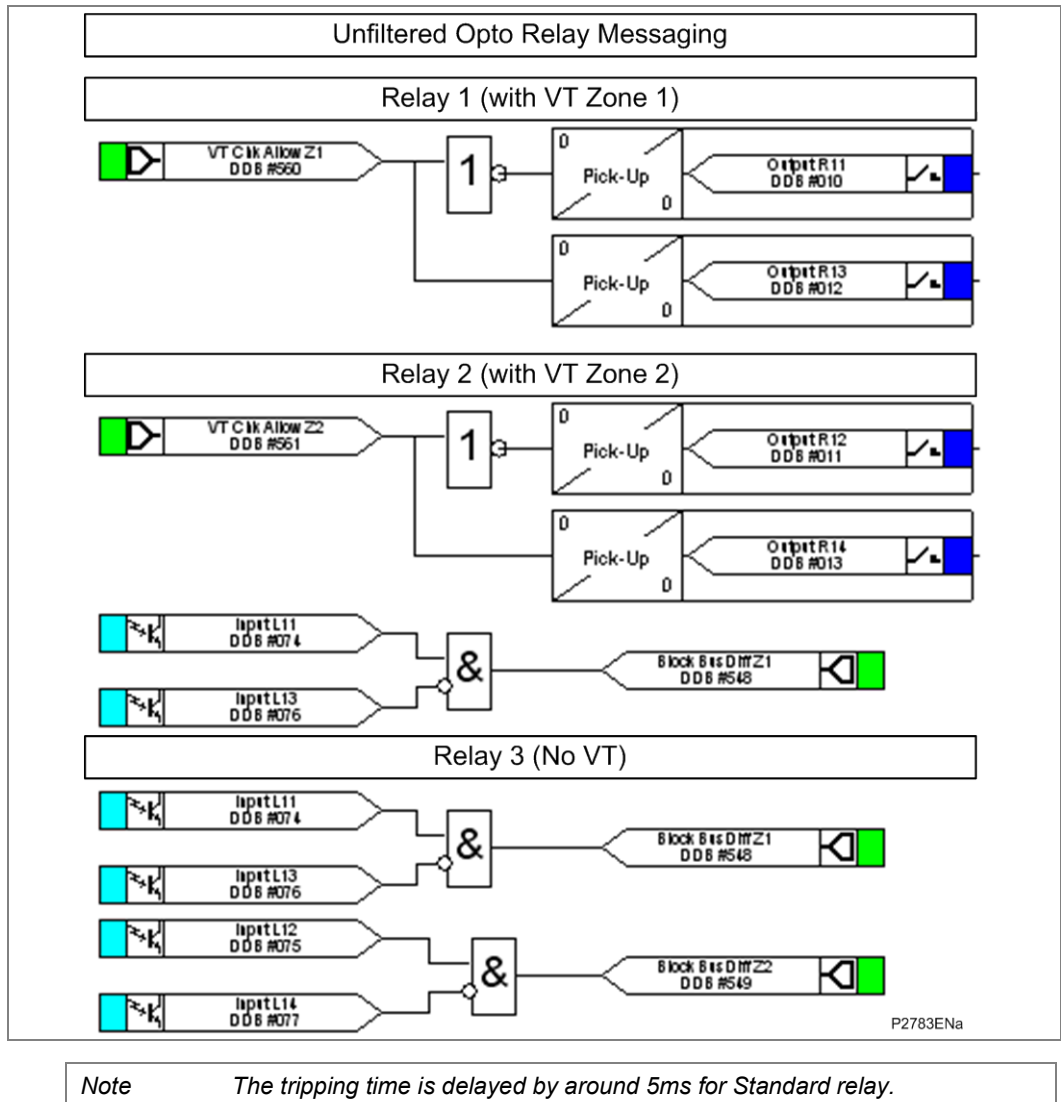 Unfiltered Opto Relay Messaging
Relay 1 (with VT Zone 1)
VT Chk Allow Z1
DDB #560
1
0
Pick-Up
0
Output R11
DDB #010
0
Pick-Up
0
Output R13
DDB #012
Relay 2 (with VT Zone 2)
VT Chk Allow Z2
DDB #561
1
0
Pick-Up
0
Output R12
DDB #011
0
Pick-Up
0
Output R14
DDB #013
Input L11
DDB #074
Input L13
DDB #076
&
Block Bus Diff Z1
DDB #548
Relay 3 (No VT)
Input L11
DDB #074
Input L13
DDB #076
&
Block Bus Diff Z1
DDB #548
Input L12
DDB #075
Input L14
DDB #077
&
Block Bus Diff Z2
DDB #549
P2783ENa
Note The tripping time is delayed by around 5ms for Standard relay.